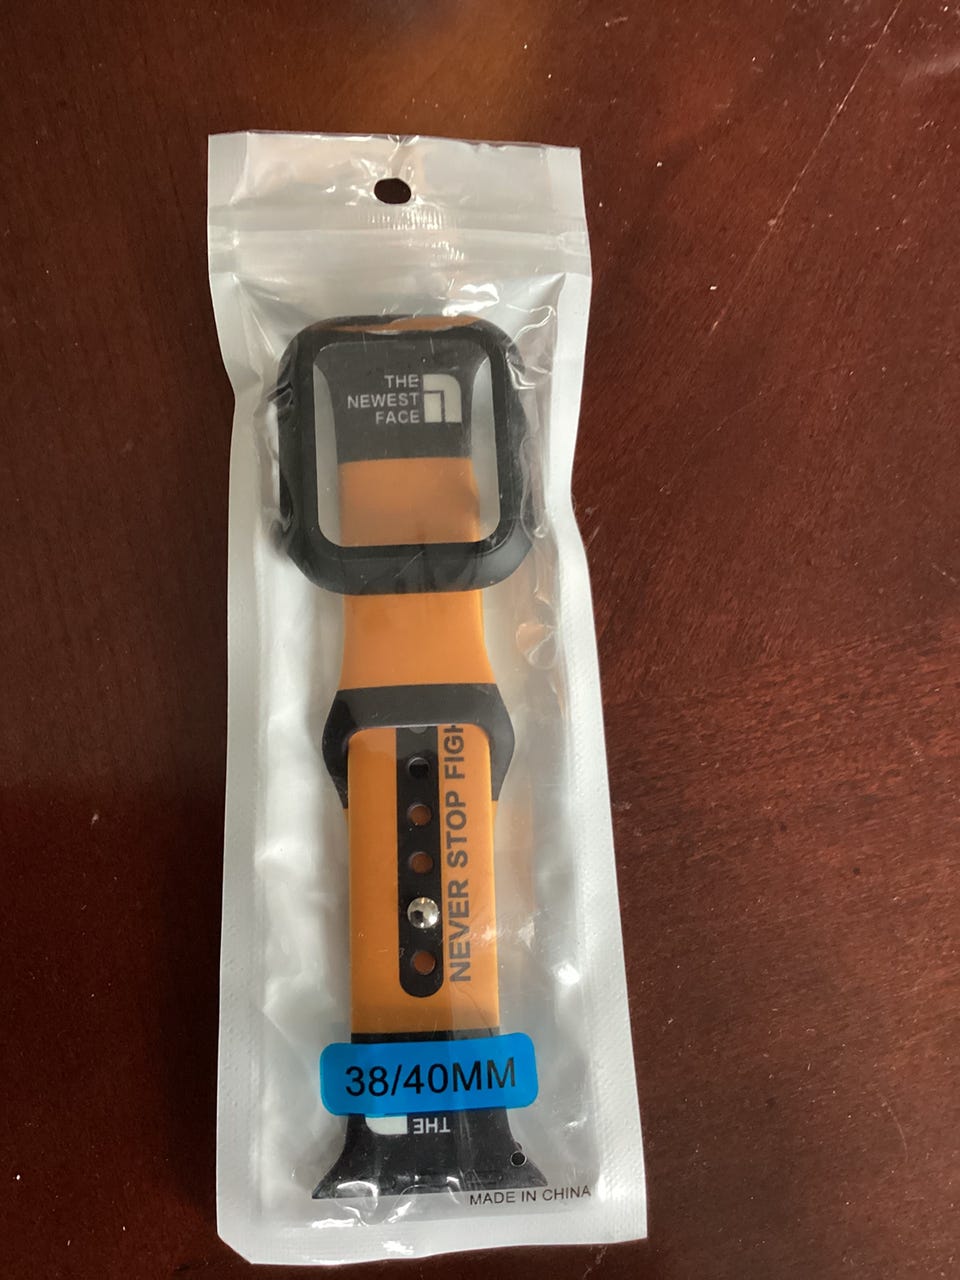 THE
NEWEST
FACE
NEVER STOP FIGH
38/40MM
THE
MADE IN CHINA